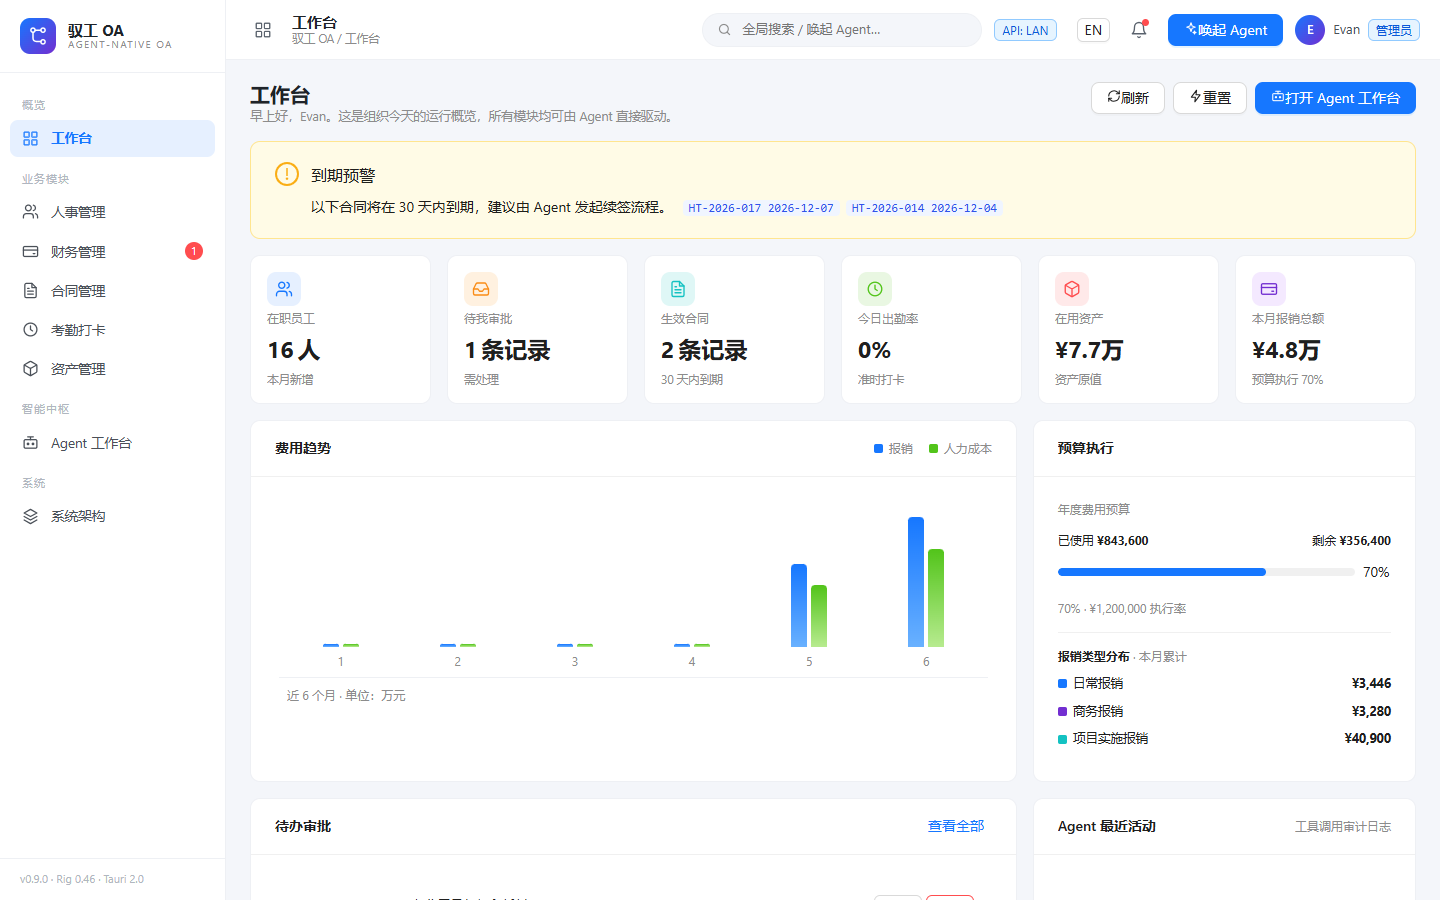 驭工 OA
AGENT-NATIVE OA
概览
工作台
业务模块
人事管理
财务管理 1
合同管理
考勤打卡
资产管理
智能中枢
Agent 工作台
系统
系统架构
v0.9.0 · Rig 0.46 · Tauri 2.0
工作台
驭工 OA / 工作台
全局搜索 / 唤起 Agent...
API: LAN
EN
唤起 Agent
E
Evan
管理员
工作台
早上好，Evan。这是组织今天的运行概览，所有模块均可由 Agent 直接驱动。
刷新
重置
打开 Agent 工作台
到期预警
以下合同将在 30 天内到期，建议由 Agent 发起续签流程。 HT-2026-017 2026-12-07 HT-2026-014 2026-12-04
在职员工
16 人
本月新增
待我审批
1 条记录
需处理
生效合同
2 条记录
30 天内到期
今日出勤率
0%
准时打卡
在用资产
¥7.7万
资产原值
本月报销总额
¥4.8万
预算执行 70%
费用趋势
报销 人力成本
1 2 3 4 5 6
近 6 个月 · 单位：万元
预算执行
年度费用预算
已使用 ¥843,600 剩余 ¥356,400
70%
70% · ¥1,200,000 执行率
报销类型分布 · 本月累计
日常报销 ¥3,446
商务报销 ¥3,280
项目实施报销 ¥40,900
待办审批 查看全部
Agent 最近活动 工具调用审计日志